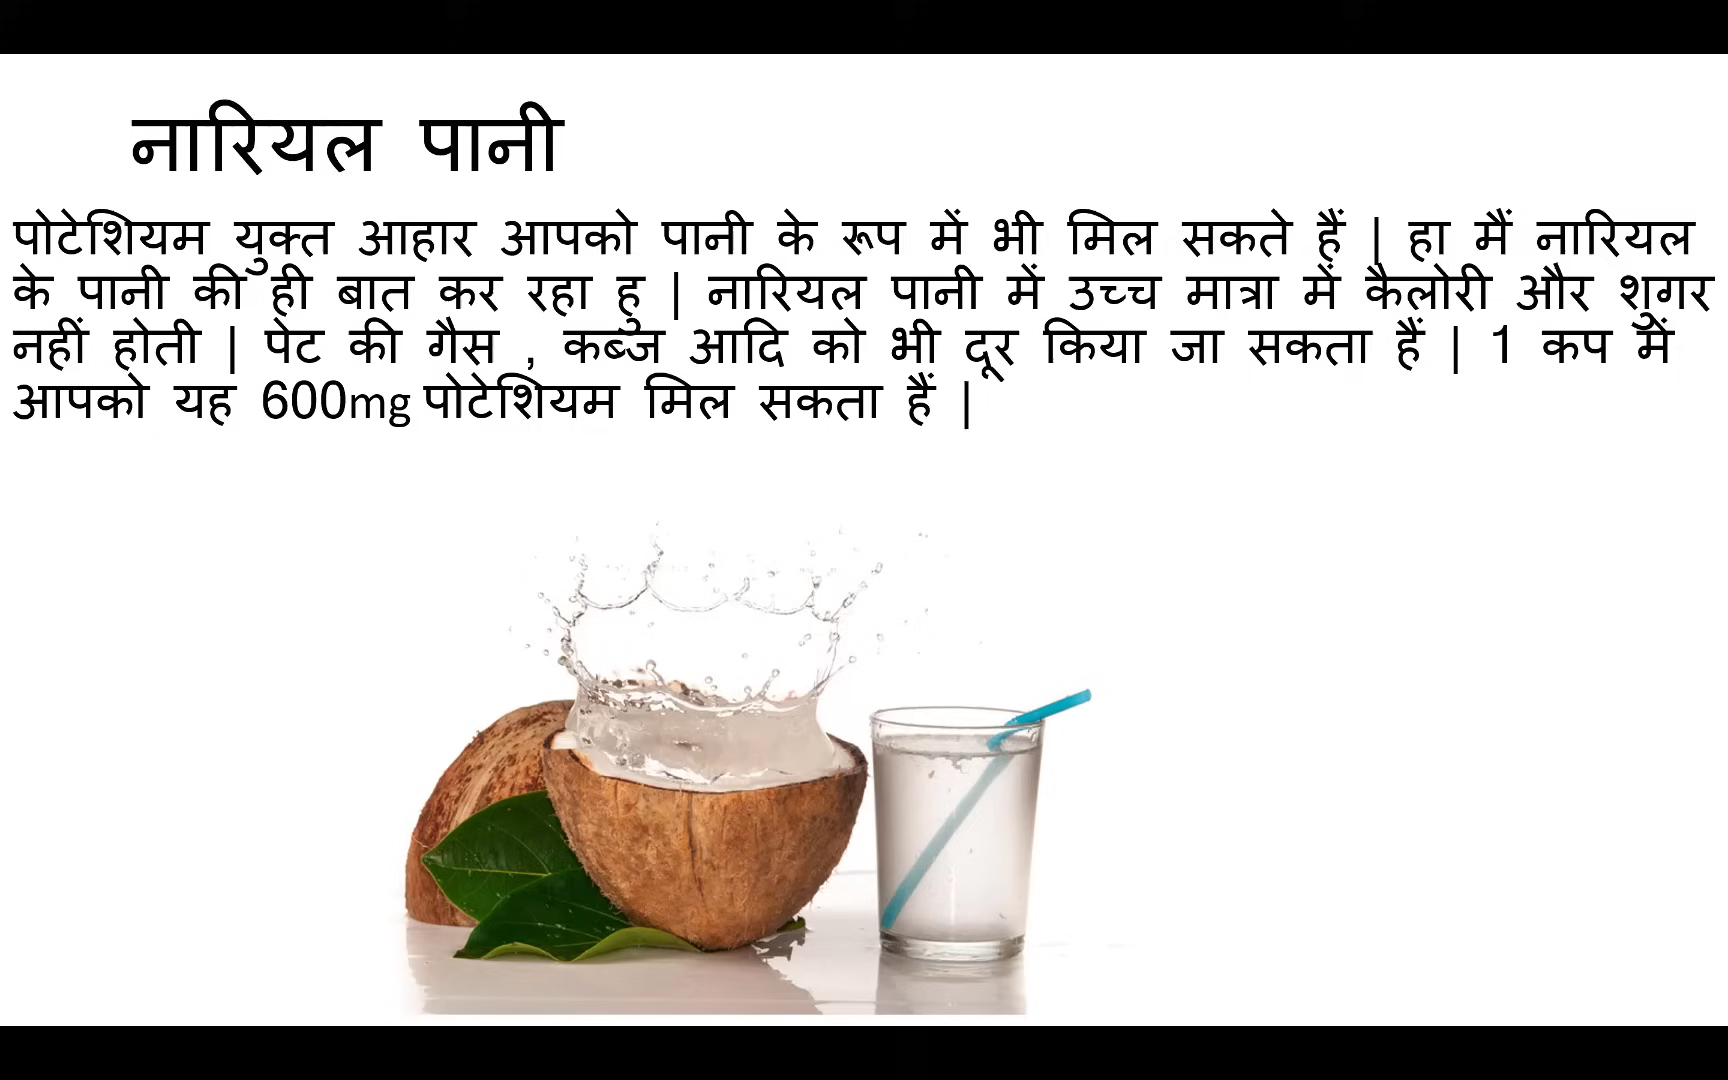 नारियल पानी
पोटेशियम युक्त आहार आपको पानी के रूप में भी मिल सकते हैं | हा मैं नारियल
के पानी की ही बात कर रहा हु | नारियल पानी में उच्च मात्रा में कैलोरी और शुगर
नहीं होती | पेट की गैस , कब्ज आदि को भी दूर किया जा सकता हैं | 1 कप में
आपको यह 600mg पोटेशियम मिल सकता हैं |